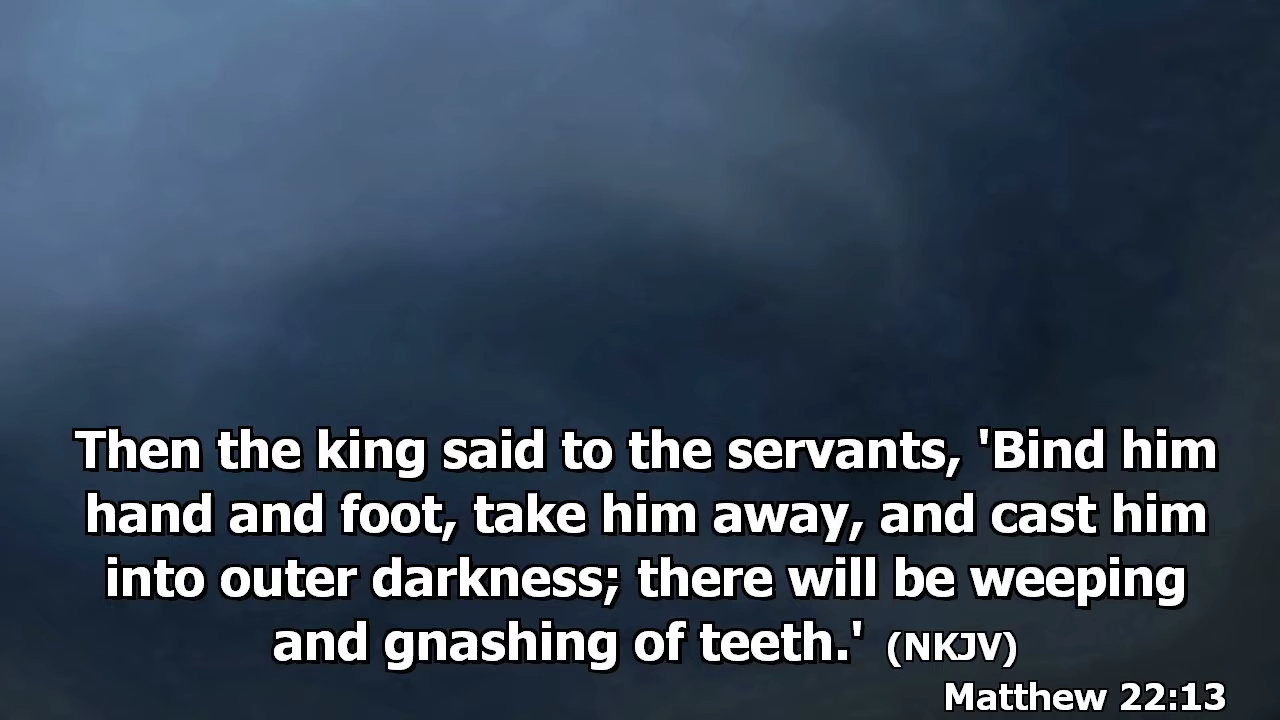 Then the king said to the servants, 'Bind him
hand and foot, take him away, and cast him
into outer darkness; there will be weeping
and gnashing of teeth.' (NKJV)
Matthew 22:13